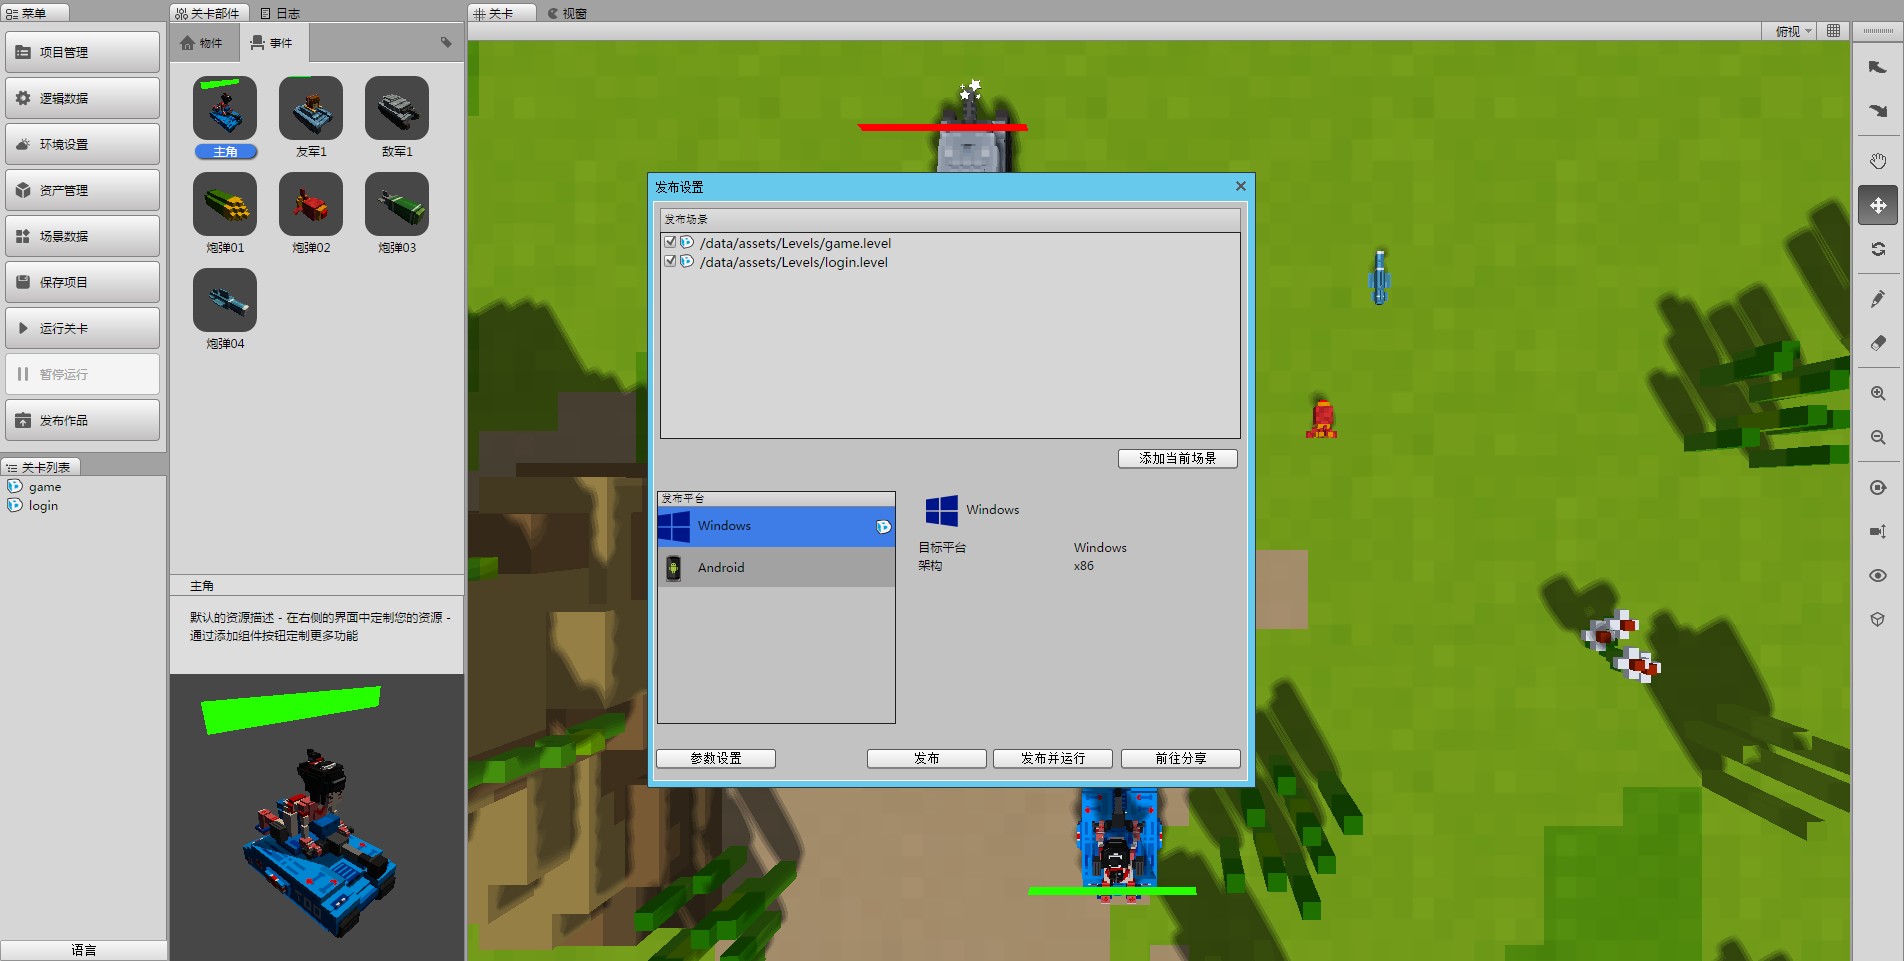 菜单
项目管理
逻辑数据
环境设置
资产管理
场景数据
保存项目
运行关卡
暂停运行
发布作品
关卡列表
game
login
语言
关卡部件
日志
物件
事件
主角
友军1
敌军1
炮弹01
炮弹02
炮弹03
炮弹04
主角
默认的资源描述 - 在右侧的界面中定制您的资源 -
通过添加组件按钮定制更多功能
关卡
视窗
俯视
发布设置
发布场景
/data/assets/Levels/game.level
/data/assets/Levels/login.level
添加当前场景
发布平台
Windows
Android
Windows
目标平台 Windows
架构 x86
参数设置
发布
发布并运行
前往分享